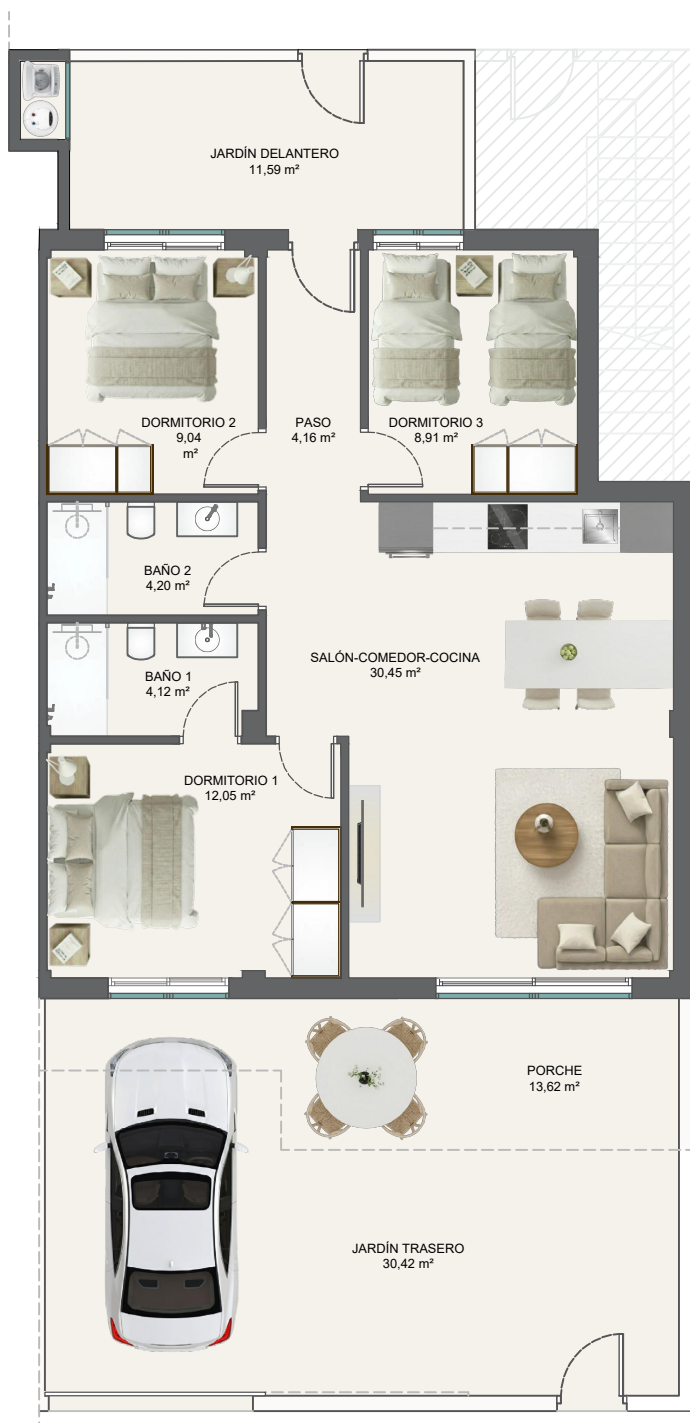 JARDÍN DELANTERO
11,59 m²
DORMITORIO 2
9,04
m²
PASO
4,16 m²
DORMITORIO 3
8,91 m²
BAÑO 2
4,20 m²
SALÓN-COMEDOR-COCINA
30,45 m²
BAÑO 1
4,12 m²
DORMITORIO 1
12,05 m²
PORCHE
13,62 m²
JARDÍN TRASERO
30,42 m²